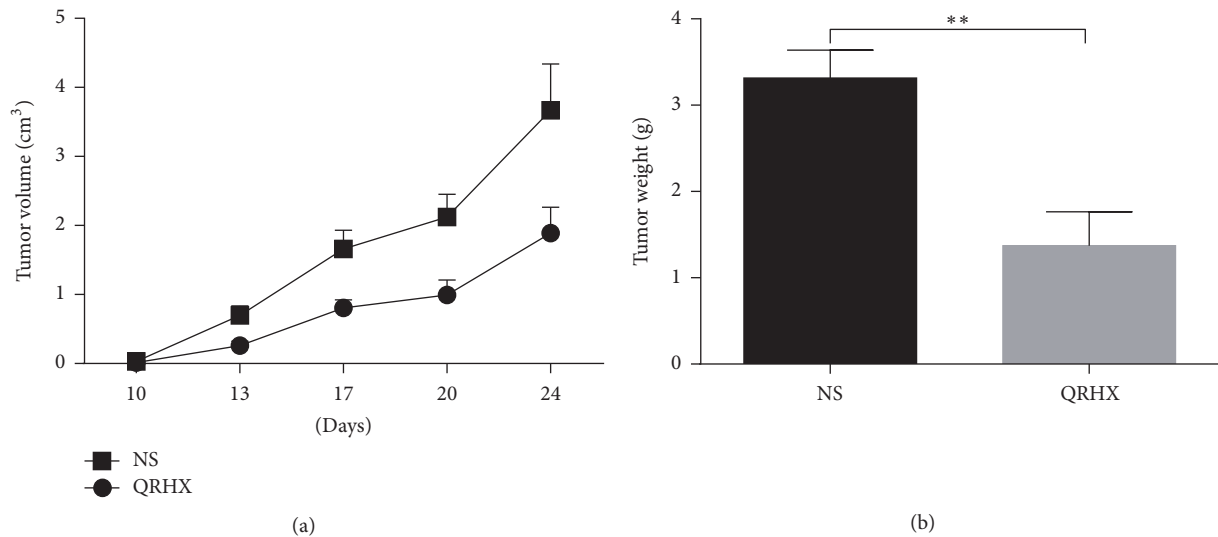 5
4
3
2
1
0
Tumor volume (cm³)
10 13 17 20 24
(Days)
NS
QRHX
(a)
**
4
3
2
1
0
Tumor weight (g)
NS QRHX
(b)